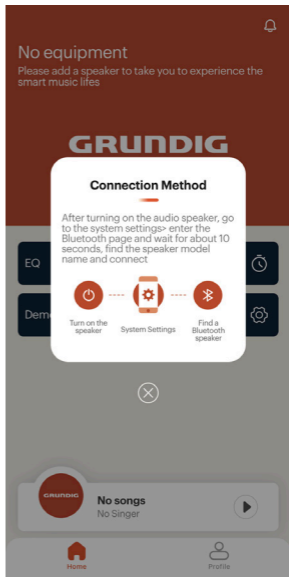 No equipment
Please add a speaker to take you to experience the
smart music lifes
GRUNDIG
Connection Method
After turning on the audio speaker, go
to the system settings> enter the
Bluetooth page and wait for about 10
seconds, find the speaker model
name and connect
EQ
Dem
Turn on the
speaker
System Settings
Find a
Bluetooth
speaker
GRUNDIG
No songs
No Singer
Home
Profile